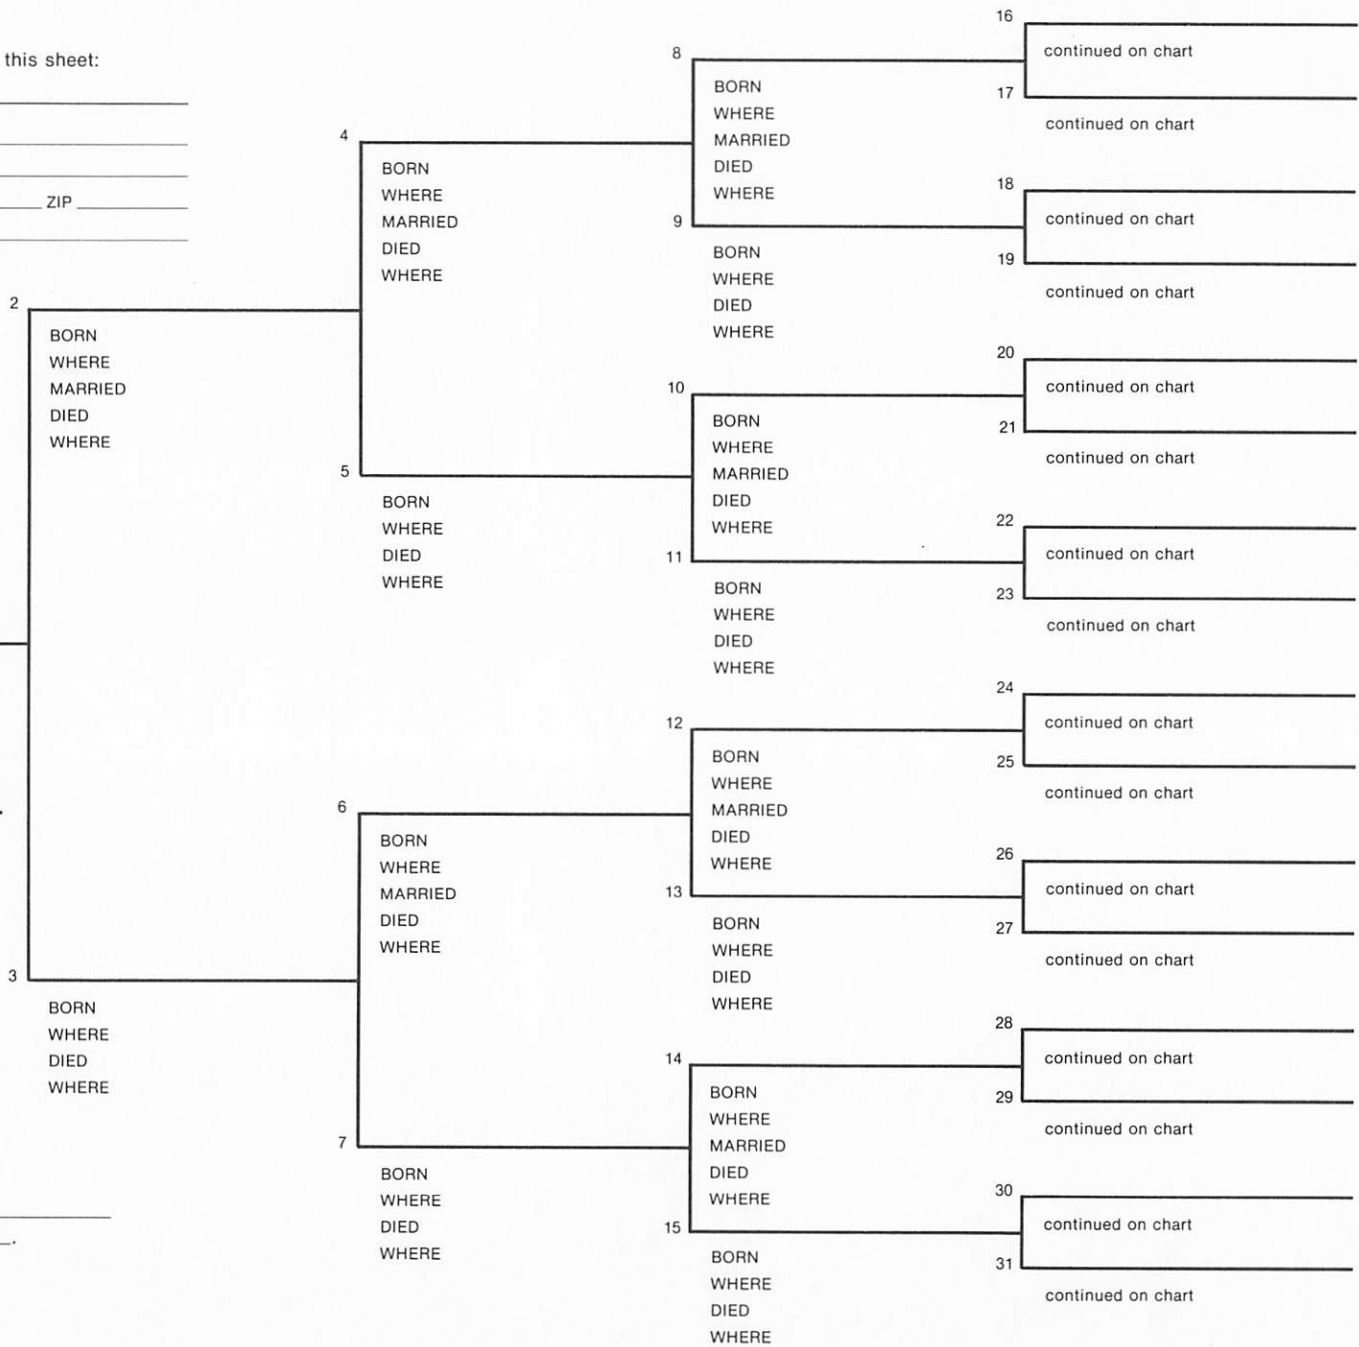 this sheet:
ZIP
2
BORN
WHERE
MARRIED
DIED
WHERE
3
BORN
WHERE
DIED
WHERE
4
BORN
WHERE
MARRIED
DIED
WHERE
5
BORN
WHERE
DIED
WHERE
6
BORN
WHERE
MARRIED
DIED
WHERE
7
BORN
WHERE
DIED
WHERE
8
BORN
WHERE
MARRIED
DIED
WHERE
9
BORN
WHERE
DIED
WHERE
10
BORN
WHERE
MARRIED
DIED
WHERE
11
BORN
WHERE
DIED
WHERE
12
BORN
WHERE
MARRIED
DIED
WHERE
13
BORN
WHERE
DIED
WHERE
14
BORN
WHERE
MARRIED
DIED
WHERE
15
BORN
WHERE
DIED
WHERE
16
continued on chart
17
continued on chart
18
continued on chart
19
continued on chart
20
continued on chart
21
continued on chart
22
continued on chart
23
continued on chart
24
continued on chart
25
continued on chart
26
continued on chart
27
continued on chart
28
continued on chart
29
continued on chart
30
continued on chart
31
continued on chart